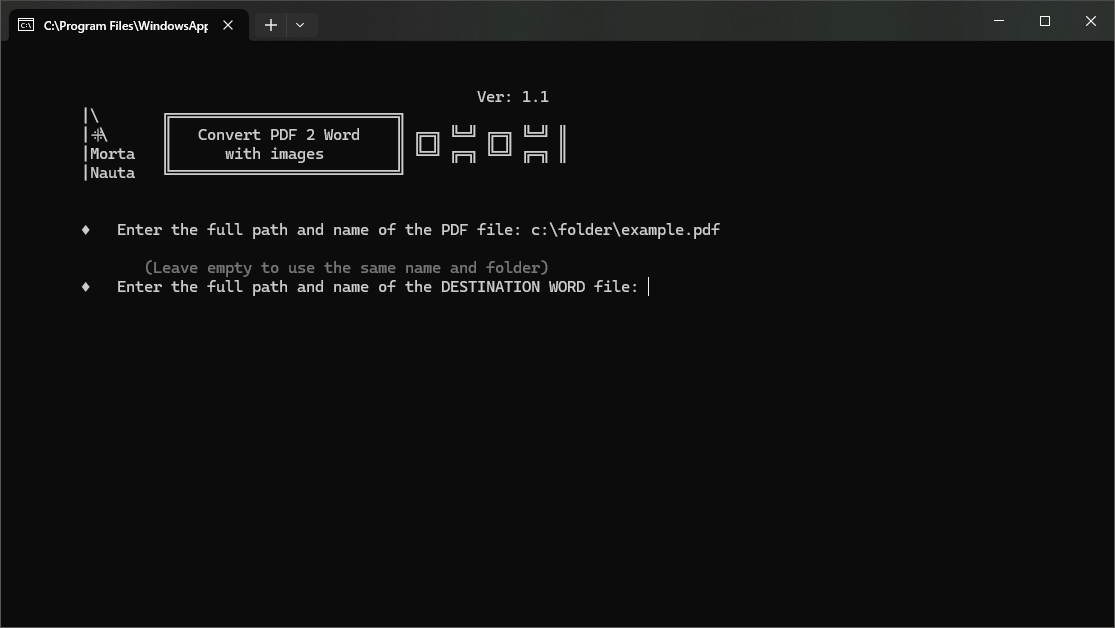 C:\Program Files\WindowsApp
Ver: 1.1
Convert PDF 2 Word
with images
Morta
Nauta
♦ Enter the full path and name of the PDF file: c:\folder\example.pdf
(Leave empty to use the same name and folder)
♦ Enter the full path and name of the DESTINATION WORD file: